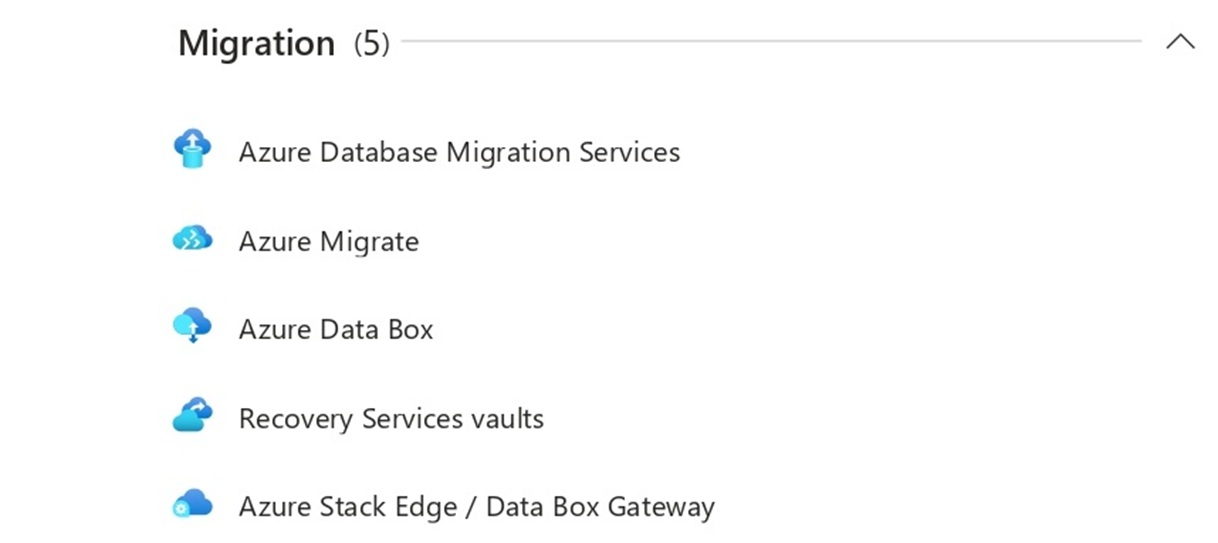 Migration (5)
Azure Database Migration Services
Azure Migrate
Azure Data Box
Recovery Services vaults
Azure Stack Edge / Data Box Gateway